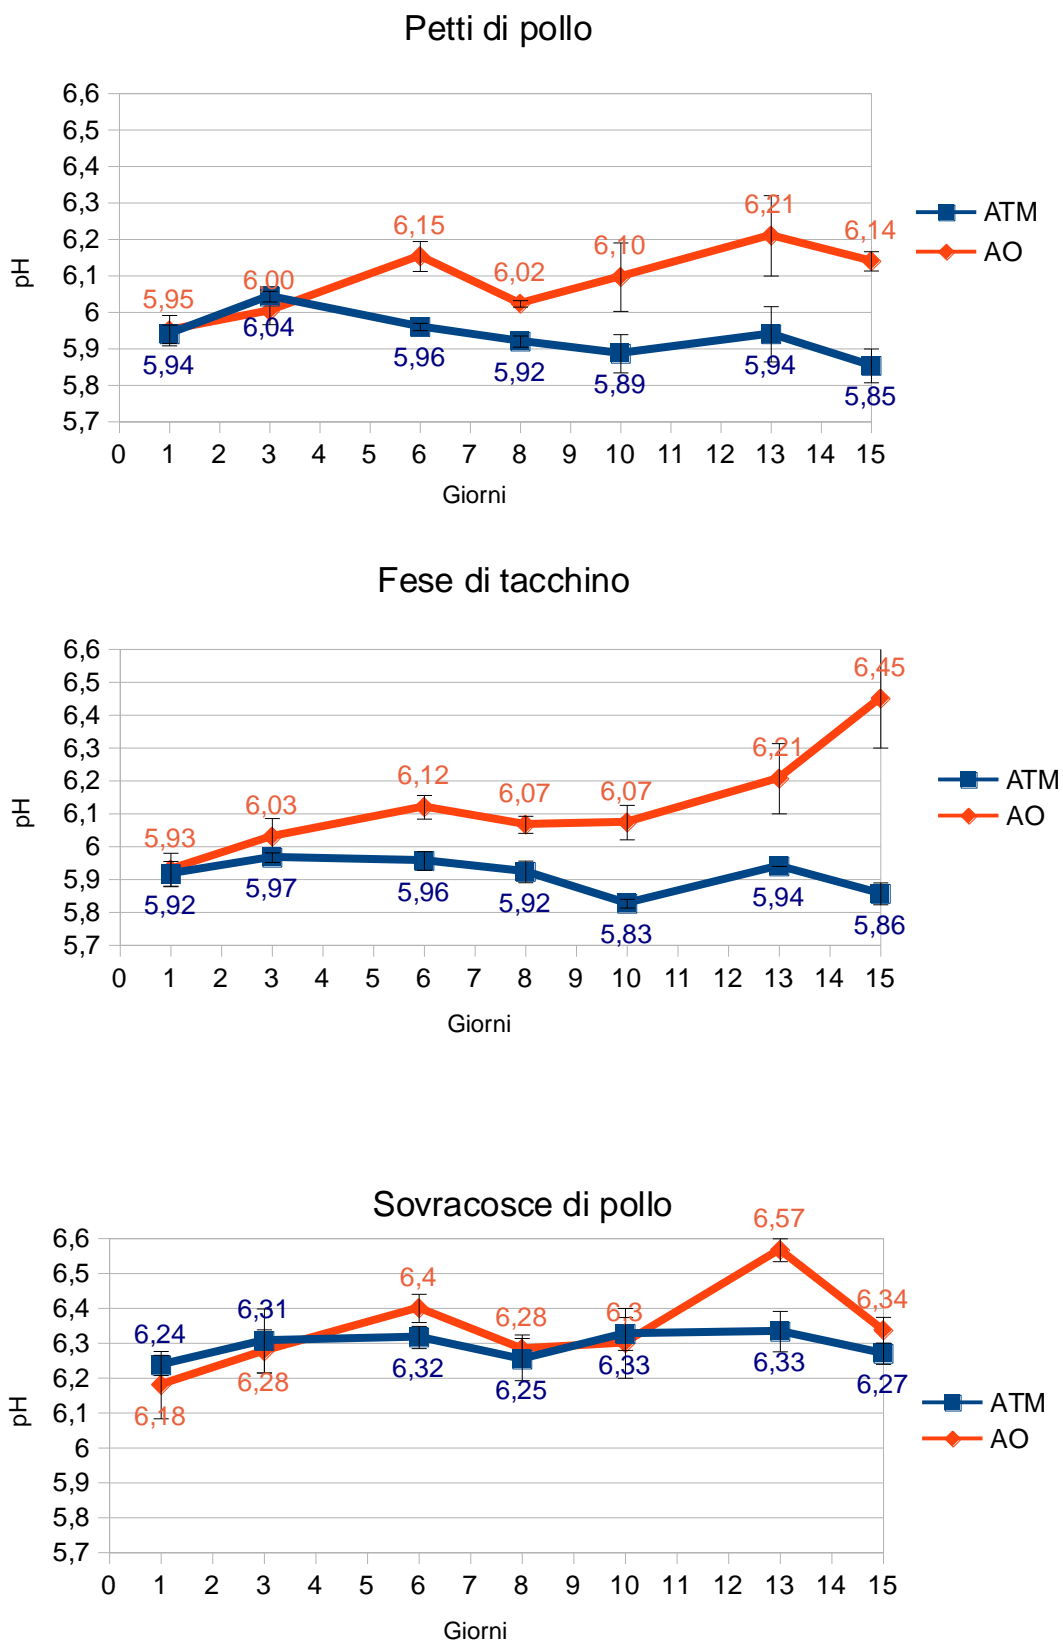 Petti di pollo
6,6
6,5
6,4
6,3
6,2
6,1
6
5,9
5,8
5,7
pH
5,95 6,00 6,15 6,02 6,10 6,21 6,14
5,94 6,04 5,96 5,92 5,89 5,94 5,85
0 1 2 3 4 5 6 7 8 9 10 11 12 13 14 15
Giorni
ATM
AO
Fese di tacchino
6,6
6,5
6,4
6,3
6,2
6,1
6
5,9
5,8
5,7
pH
5,93 6,03 6,12 6,07 6,07 6,21 6,45
5,92 5,97 5,96 5,92 5,83 5,94 5,86
0 1 2 3 4 5 6 7 8 9 10 11 12 13 14 15
Giorni
ATM
AO
Sovracosce di pollo
6,6
6,5
6,4
6,3
6,2
6,1
6
5,9
5,8
5,7
pH
6,24 6,31 6,4 6,28 6,3 6,57 6,34
6,18 6,28 6,32 6,25 6,33 6,33 6,27
0 1 2 3 4 5 6 7 8 9 10 11 12 13 14 15
Giorni
ATM
AO